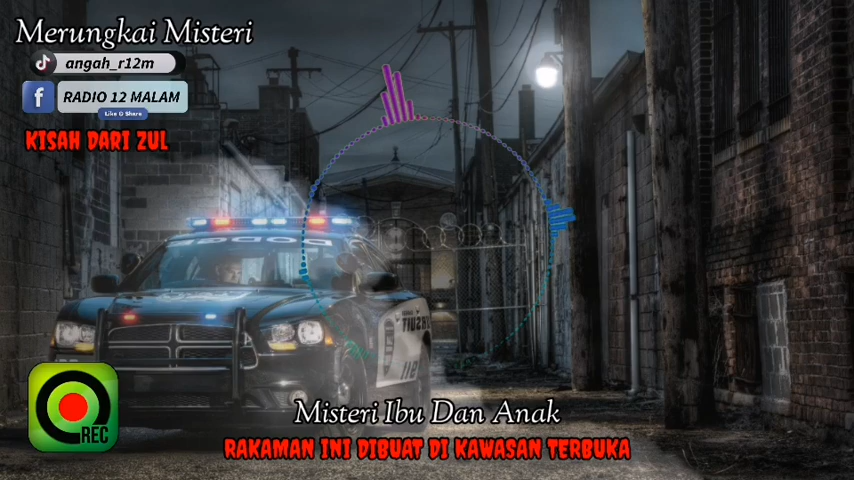 Merungkai Misteri
angah_r12m
RADIO 12 MALAM
Like & Share
KISAH DARI ZUL
REC
Misteri Ibu Dan Anak
RAKAMAN INI DIBUAT DI KAWASAN TERBUKA